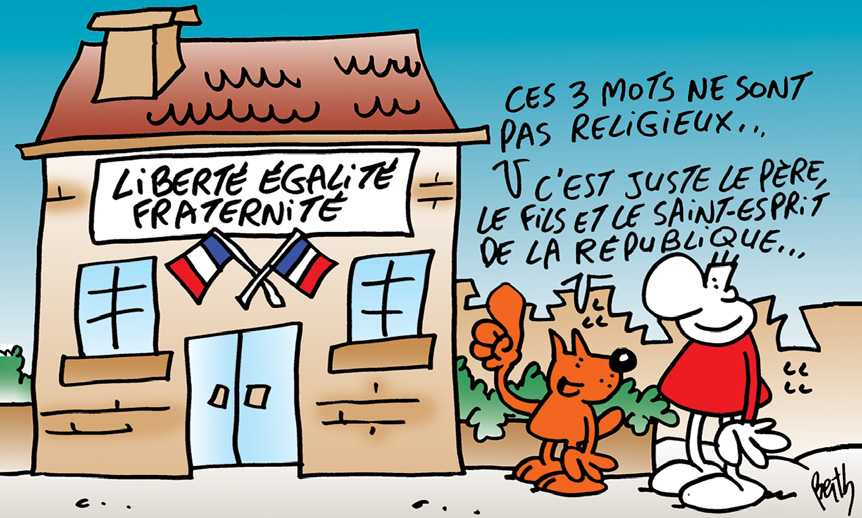 LIBERTÉ ÉGALITÉ
FRATERNITÉ
CES 3 MOTS NE SONT
PAS RELIGIEUX...
C'EST JUSTE LE PÈRE,
LE FILS ET LE SAINT-ESPRIT
DE LA RÉPUBLIQUE...
Berth